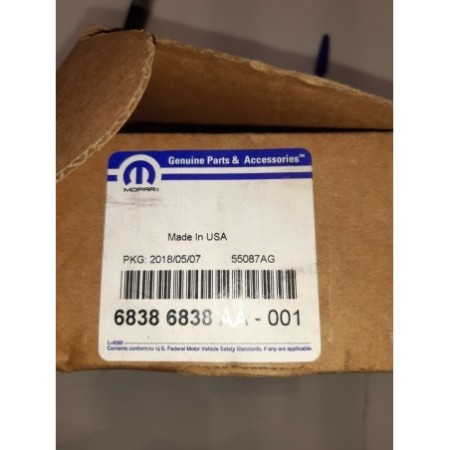 Genuine Parts & Accessories™
MOPAR®
Made In USA
PKG: 2018/05/07 55087AG
6838 6838 AA - 001
Contents conform to U.S. Federal Motor Vehicle Safety Standards, if any are applicable.